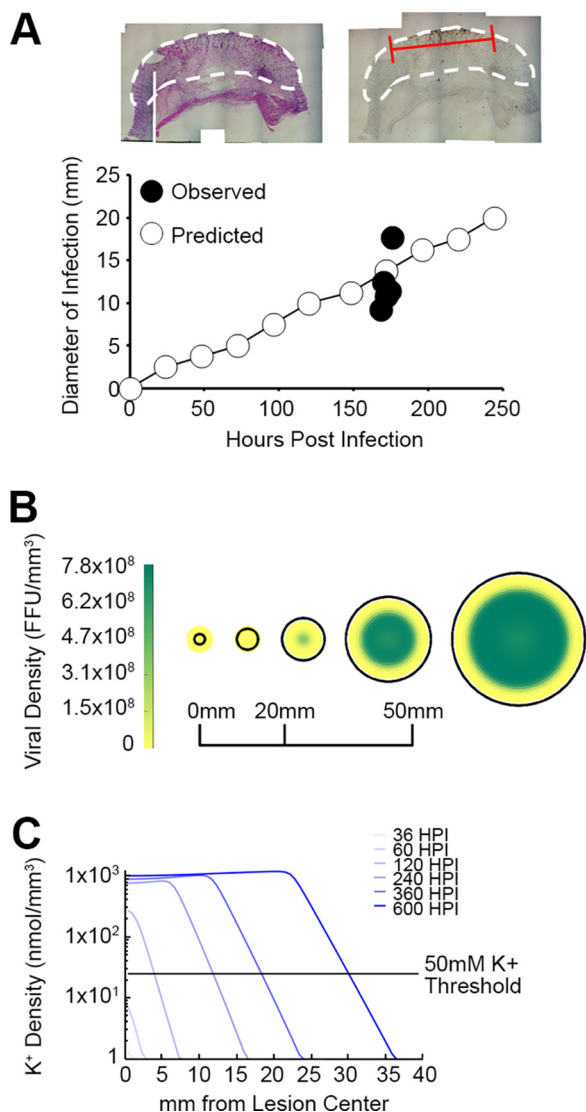 A
25
20
15
10
5
0
Observed
Predicted
Diameter of Infection (mm)
0 50 100 150 200 250
Hours Post Infection
B
Viral Density (FFU/mm³)
7.8x10⁸
6.2x10⁸
4.7x10⁸
3.1x10⁸
1.5x10⁸
0
0mm 20mm 50mm
C
K⁺ Density (nmol/mm³)
1x10³
1x10²
1x10¹
1
36 HPI
60 HPI
120 HPI
240 HPI
360 HPI
600 HPI
50mM K+
Threshold
0 5 10 15 20 25 30 35 40
mm from Lesion Center